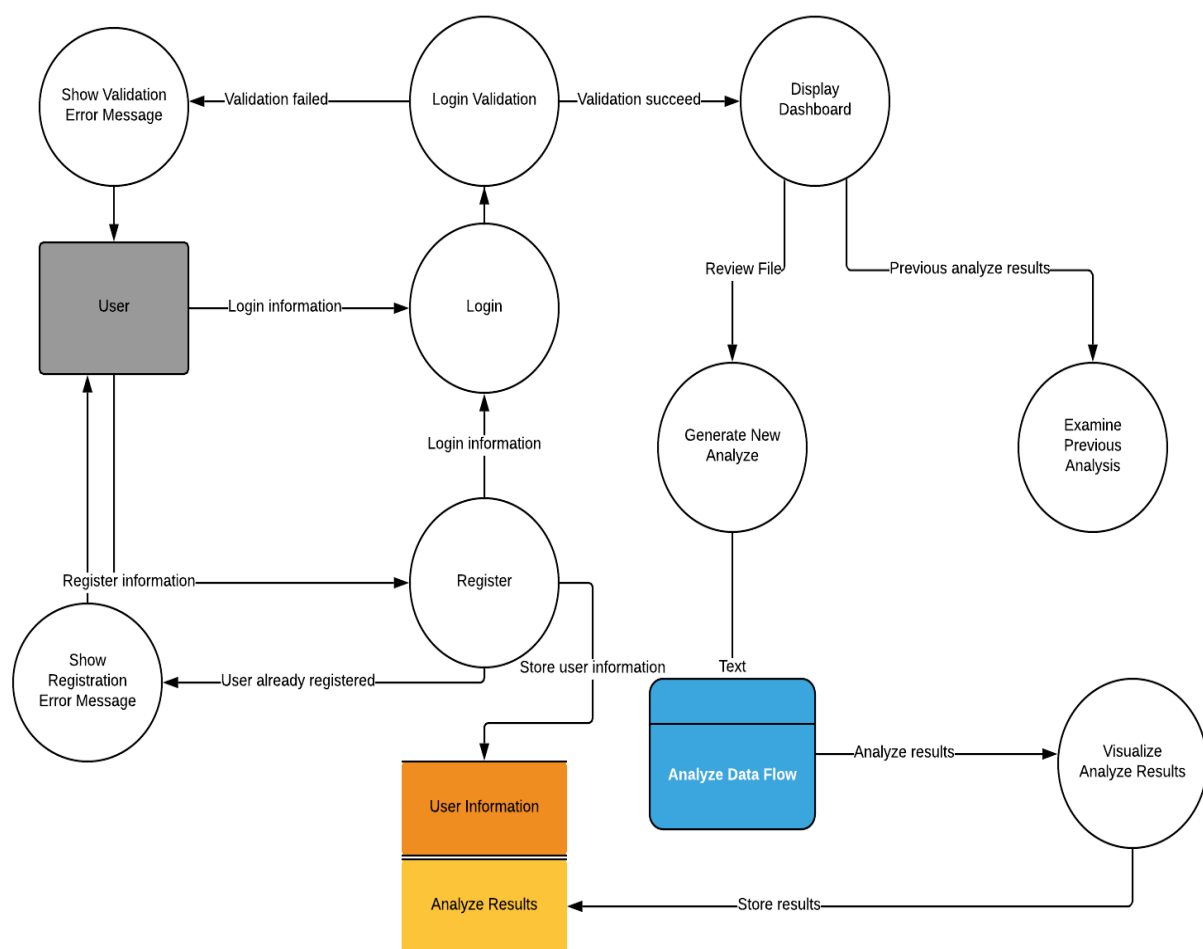 Show Validation
Error Message
Validation failed
Login Validation
Validation succeed
Display
Dashboard
User
Login information
Login
Review File
Previous analyze results
Login information
Generate New
Analyze
Examine
Previous
Analysis
Register information
Register
Show
Registration
Error Message
User already registered
Store user information
Text
Analyze Data Flow
Analyze results
Visualize
Analyze Results
User Information
Analyze Results
Store results